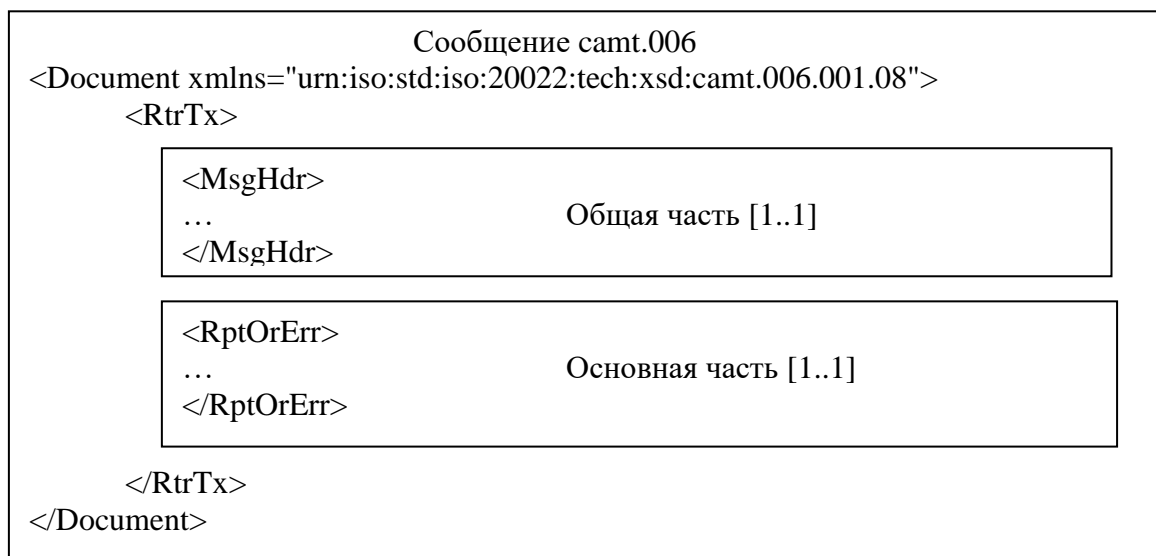 Сообщение camt.006
<Document xmlns="urn:iso:std:iso:20022:tech:xsd:camt.006.001.08">
<RtrTx>
<MsgHdr>
… Общая часть [1..1]
</MsgHdr>
<RptOrErr>
… Основная часть [1..1]
</RptOrErr>
</RtrTx>
</Document>